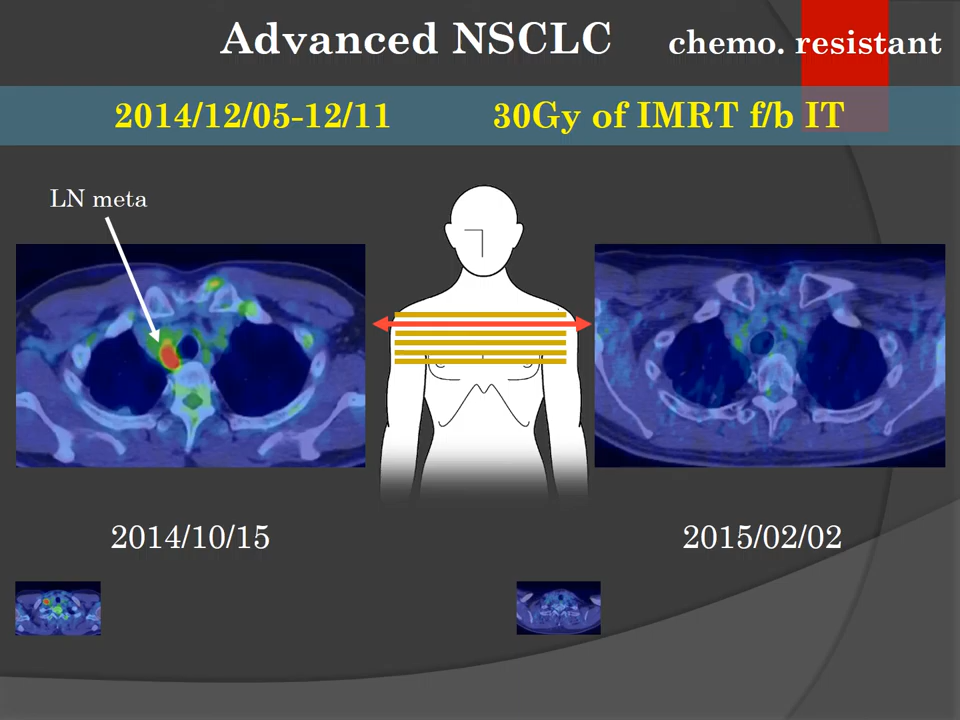 Advanced NSCLC chemo. resistant
2014/12/05-12/11 30Gy of IMRT f/b IT
LN meta
2014/10/15
2015/02/02